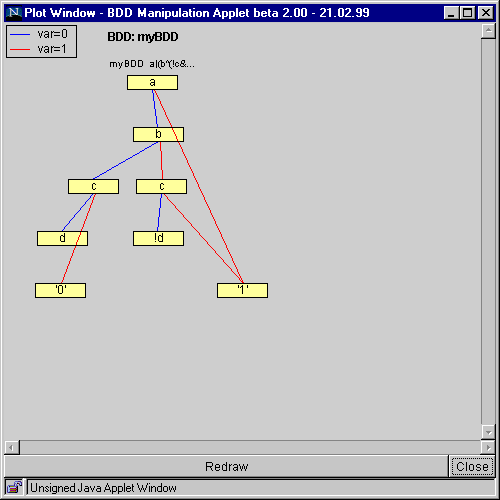 Plot Window - BDD Manipulation Applet beta 2.00 - 21.02.99
var=0
var=1
BDD: myBDD
myBDD a|(b^(!c&...
a
b
c c
d !d
'0' '1'
Redraw Close
Unsigned Java Applet Window